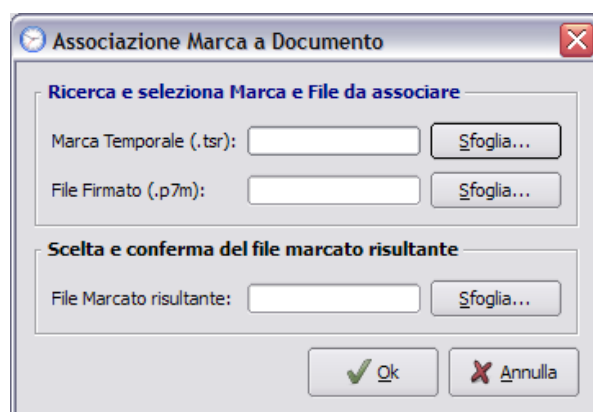 Associazione Marca a Documento
Ricerca e seleziona Marca e File da associare
Marca Temporale (.tsr): Sfoglia...
File Firmato (.p7m): Sfoglia...
Scelta e conferma del file marcato risultante
File Marcato risultante: Sfoglia...
Ok Annulla